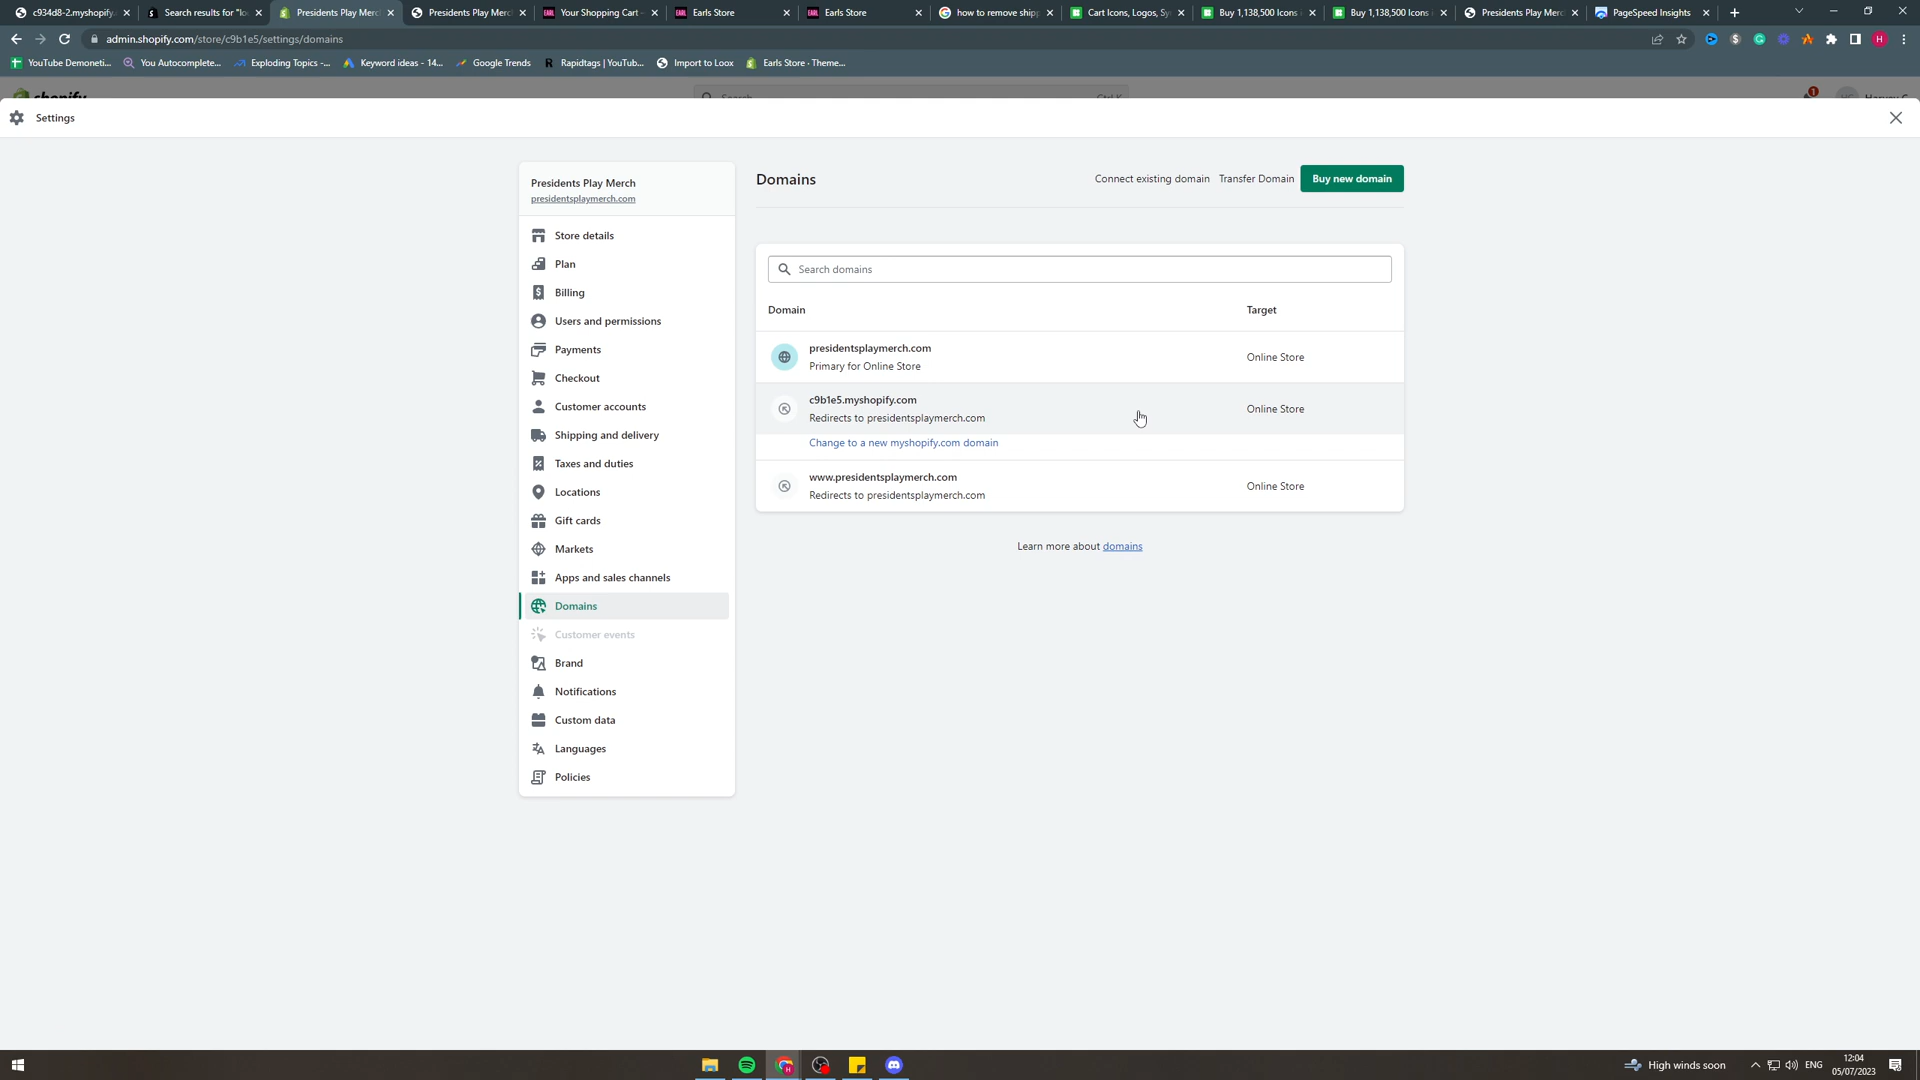 c934d8-2.myshopify.
Search results for "lo
Presidents Play Merc
Presidents Play Merc
Your Shopping Cart -
Earls Store
Earls Store
how to remove shipp
Cart Icons, Logos, Sy
Buy 1,138,500 Icons
Buy 1,138,500 Icons
Presidents Play Merc
PageSpeed Insights
admin.shopify.com/store/c9b1e5/settings/domains
YouTube Demoneti...
You Autocomplete...
Exploding Topics -...
Keyword ideas - 14...
Google Trends
Rapidtags | YouTub...
Import to Loox
Earls Store · Theme...
Search
Ctrl K
1
Settings
Presidents Play Merch
presidentsplaymerch.com
Store details
Plan
Billing
Users and permissions
Payments
Checkout
Customer accounts
Shipping and delivery
Taxes and duties
Locations
Gift cards
Markets
Apps and sales channels
Domains
Customer events
Brand
Notifications
Custom data
Languages
Policies
Domains
Connect existing domain
Transfer Domain
Buy new domain
Search domains
Domain
Target
presidentsplaymerch.com
Primary for Online Store
Online Store
c9b1e5.myshopify.com
Redirects to presidentsplaymerch.com
Online Store
Change to a new myshopify.com domain
www.presidentsplaymerch.com
Redirects to presidentsplaymerch.com
Online Store
Learn more about domains
High winds soon
ENG
12:04
05/07/2023